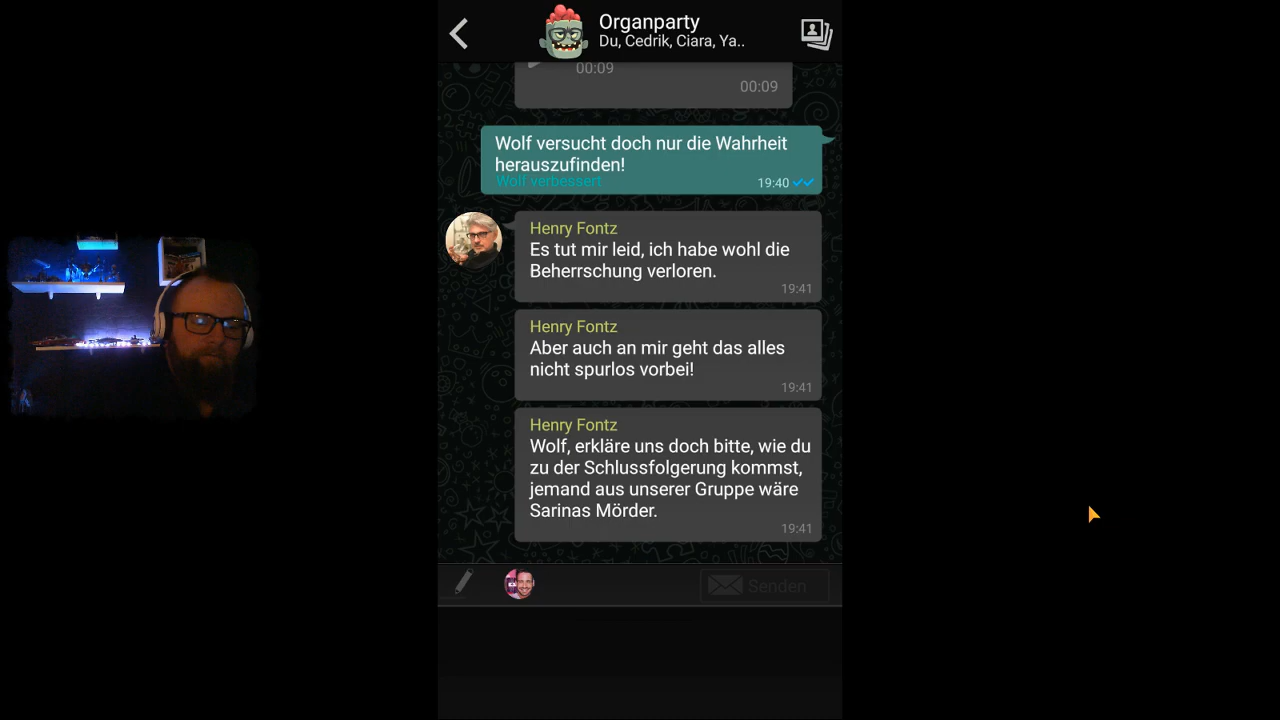 Organparty
Du, Cedrik, Ciara, Ya..
00:09
00:09
Wolf versucht doch nur die Wahrheit
herauszufinden!
Wolf verbessert
19:40
Henry Fontz
Es tut mir leid, ich habe wohl die
Beherrschung verloren.
19:41
Henry Fontz
Aber auch an mir geht das alles
nicht spurlos vorbei!
19:41
Henry Fontz
Wolf, erkläre uns doch bitte, wie du
zu der Schlussfolgerung kommst,
jemand aus unserer Gruppe wäre
Sarinas Mörder.
19:41
Senden